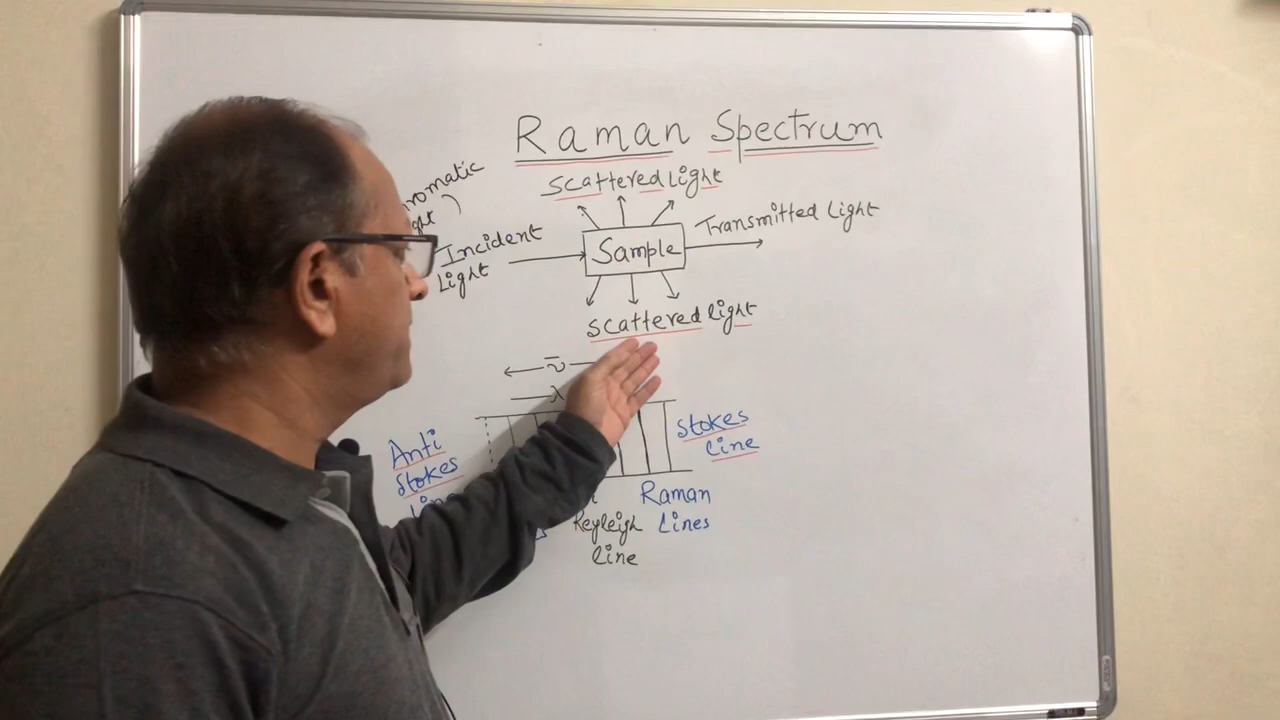 Raman Spectrum
scattered Light
Transmitted Light
Incident
Light
Sample
scattered light
ν̄
λ
Anti
Stokes
stokes
line
Raman
Lines
Reyleigh
line